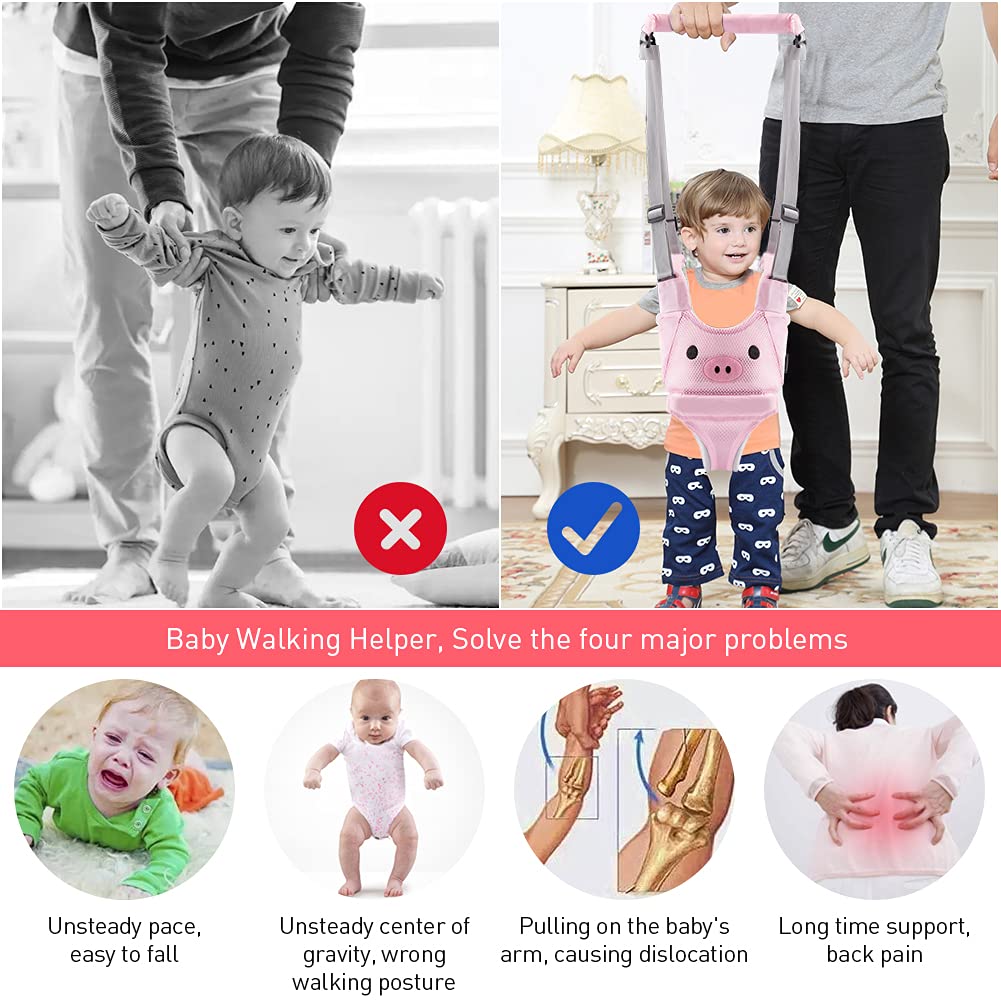 Baby Walking Helper, Solve the four major problems
Unsteady pace,
easy to fall
Unsteady center of
gravity, wrong
walking posture
Pulling on the baby's
arm, causing dislocation
Long time support,
back pain